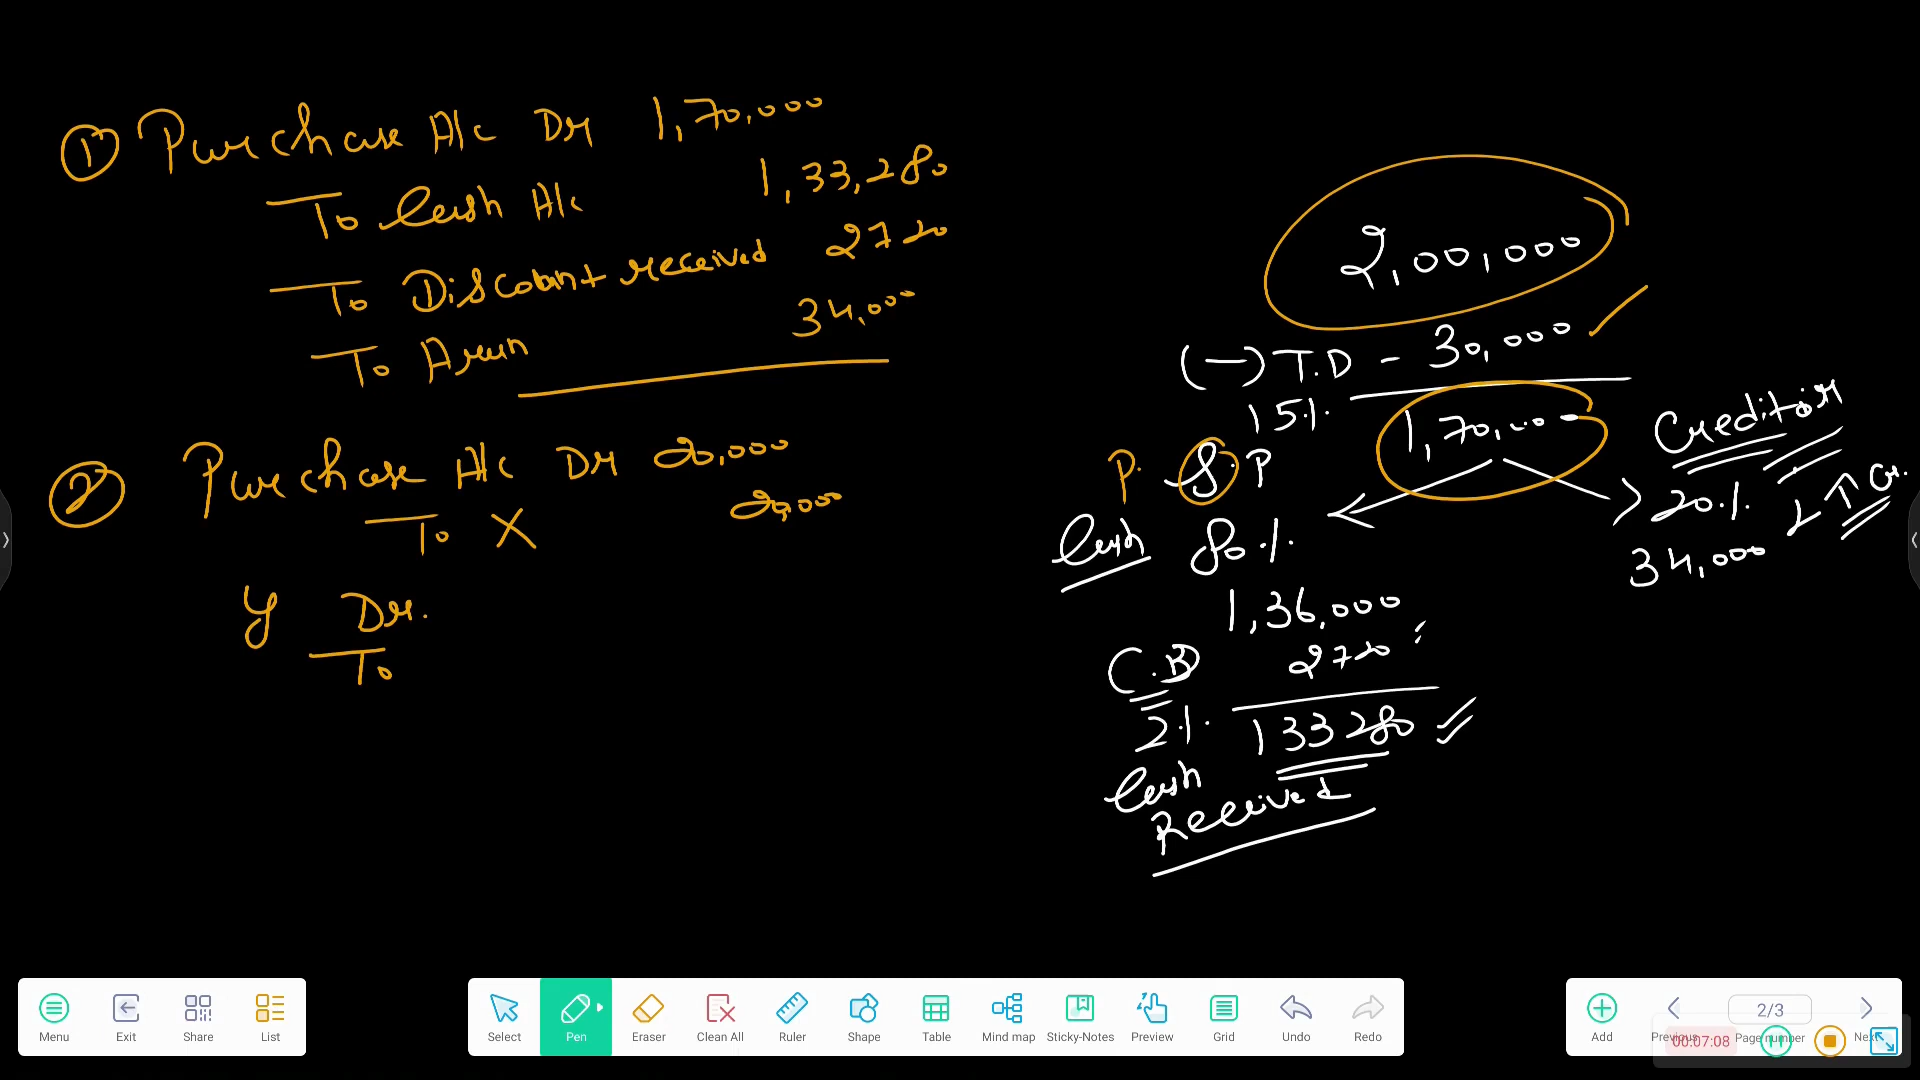 ① Purchase A/c Dr 1,70,000
To Cash A/c 1,33,280
To Discount received 2720
To Arun 34,000
② Purchase A/c Dr 20,000
To X 20,000
Y Dr.
To
2,00,000
(-) T.D - 30,000
15%. 1,70,000
P. S.P
Creditor
Cash 80%.
20%.
34,000
1,36,000
C.D 2720
2%. 133280
Cash
Received
Menu Exit Share List
Select Pen Eraser Clean All Ruler Shape Table Mind map Sticky-Notes Preview Grid Undo Redo
2/3
Add Previous Page number Next
00:07:08